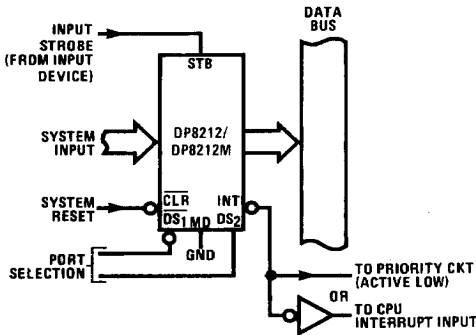 INPUT
STROBE
(FRDM INPUT
DEVICE)
STB
DATA
BUS
SYSTEM
INPUT
DP8212/
DP8212M
SYSTEM
RESET
CLR
INT
DS1
MD
DS2
GND
PORT
SELECTION
TO PRIORITY CKT
(ACTIVE LOW)
OR
TO CPU
INTERRUPT INPUT